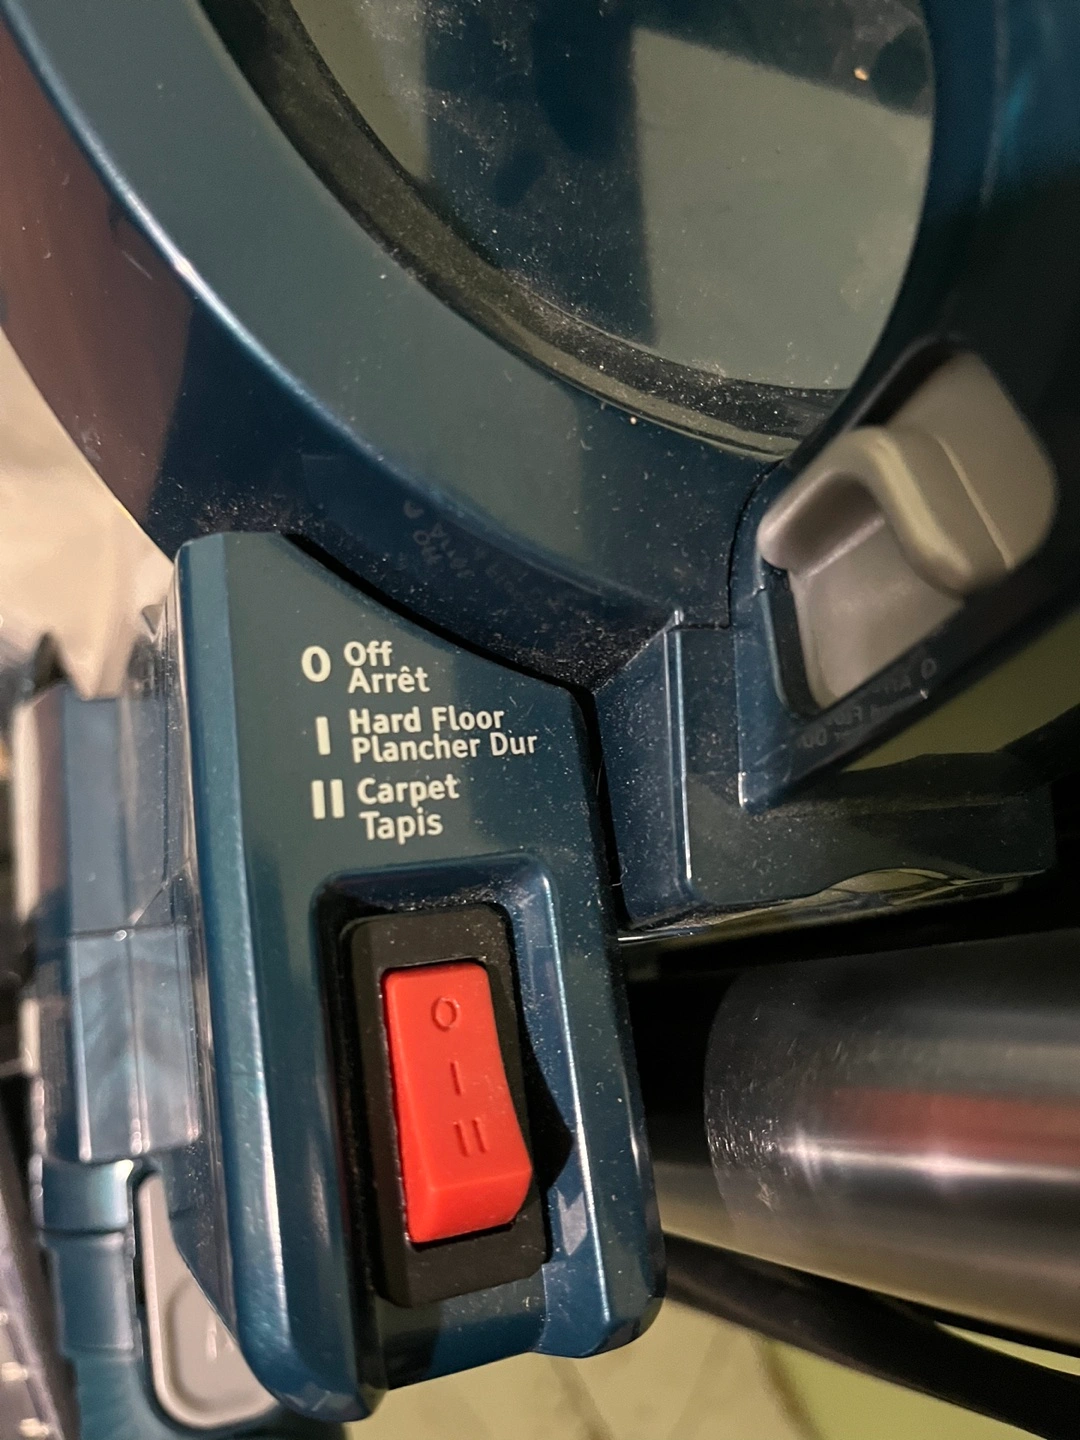 O Off
Arrêt
I Hard Floor
Plancher Dur
II Carpet
Tapis
O
I
II